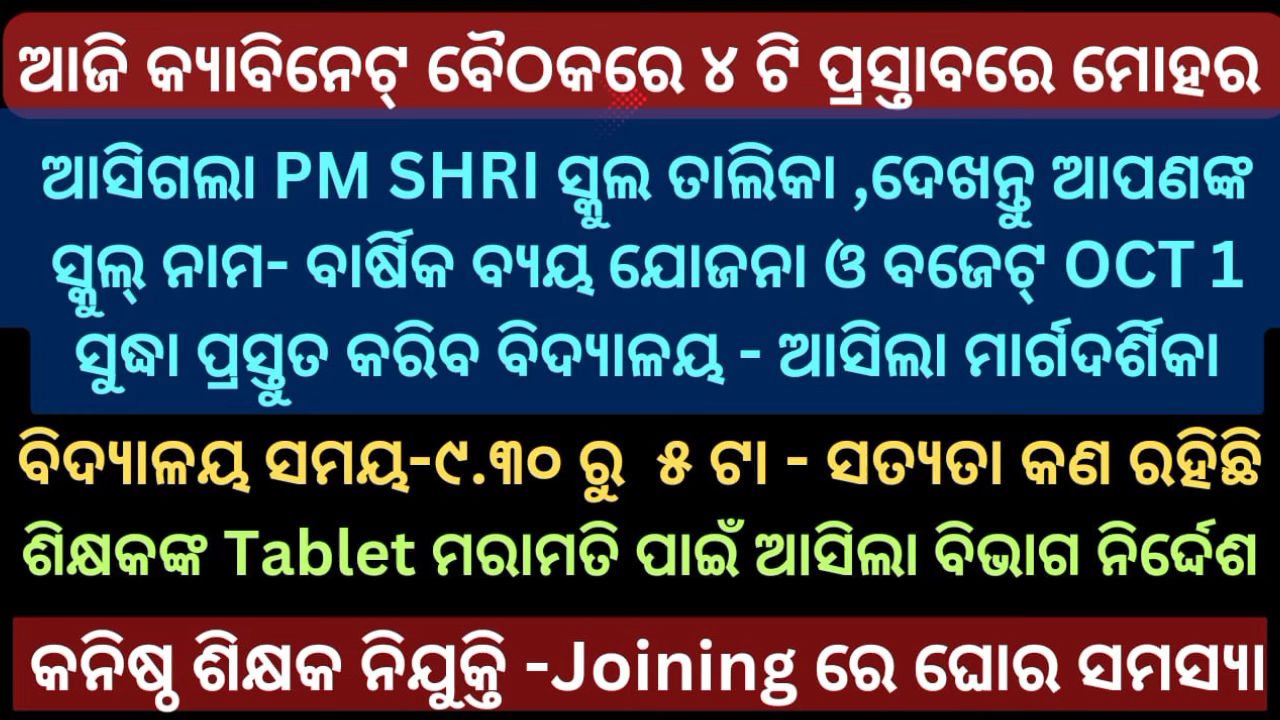 ଆଜି କ୍ୟାବିନେଟ୍ ବୈଠକରେ ୪ ଟି ପ୍ରସ୍ତାବରେ ମୋହର
ଆସିଗଲା PM SHRI ସ୍କୁଲ ତାଲିକା ,ଦେଖନ୍ତୁ ଆପଣଙ୍କ
ସ୍କୁଲ୍ ନାମ- ବାର୍ଷିକ ବ୍ୟୟ ଯୋଜନା ଓ ବଜେଟ୍ OCT 1
ସୁଦ୍ଧା ପ୍ରସ୍ତୁତ କରିବ ବିଦ୍ୟାଳୟ - ଆସିଲା ମାର୍ଗଦର୍ଶିକା
ବିଦ୍ୟାଳୟ ସମୟ-୯.୩୦ ରୁ ୫ ଟା - ସତ୍ୟତା କଣ ରହିଛି
ଶିକ୍ଷକଙ୍କ Tablet ମରାମତି ପାଇଁ ଆସିଲା ବିଭାଗ ନିର୍ଦ୍ଦେଶ
କନିଷ୍ଠ ଶିକ୍ଷକ ନିଯୁକ୍ତି -Joining ରେ ଘୋର ସମସ୍ୟା